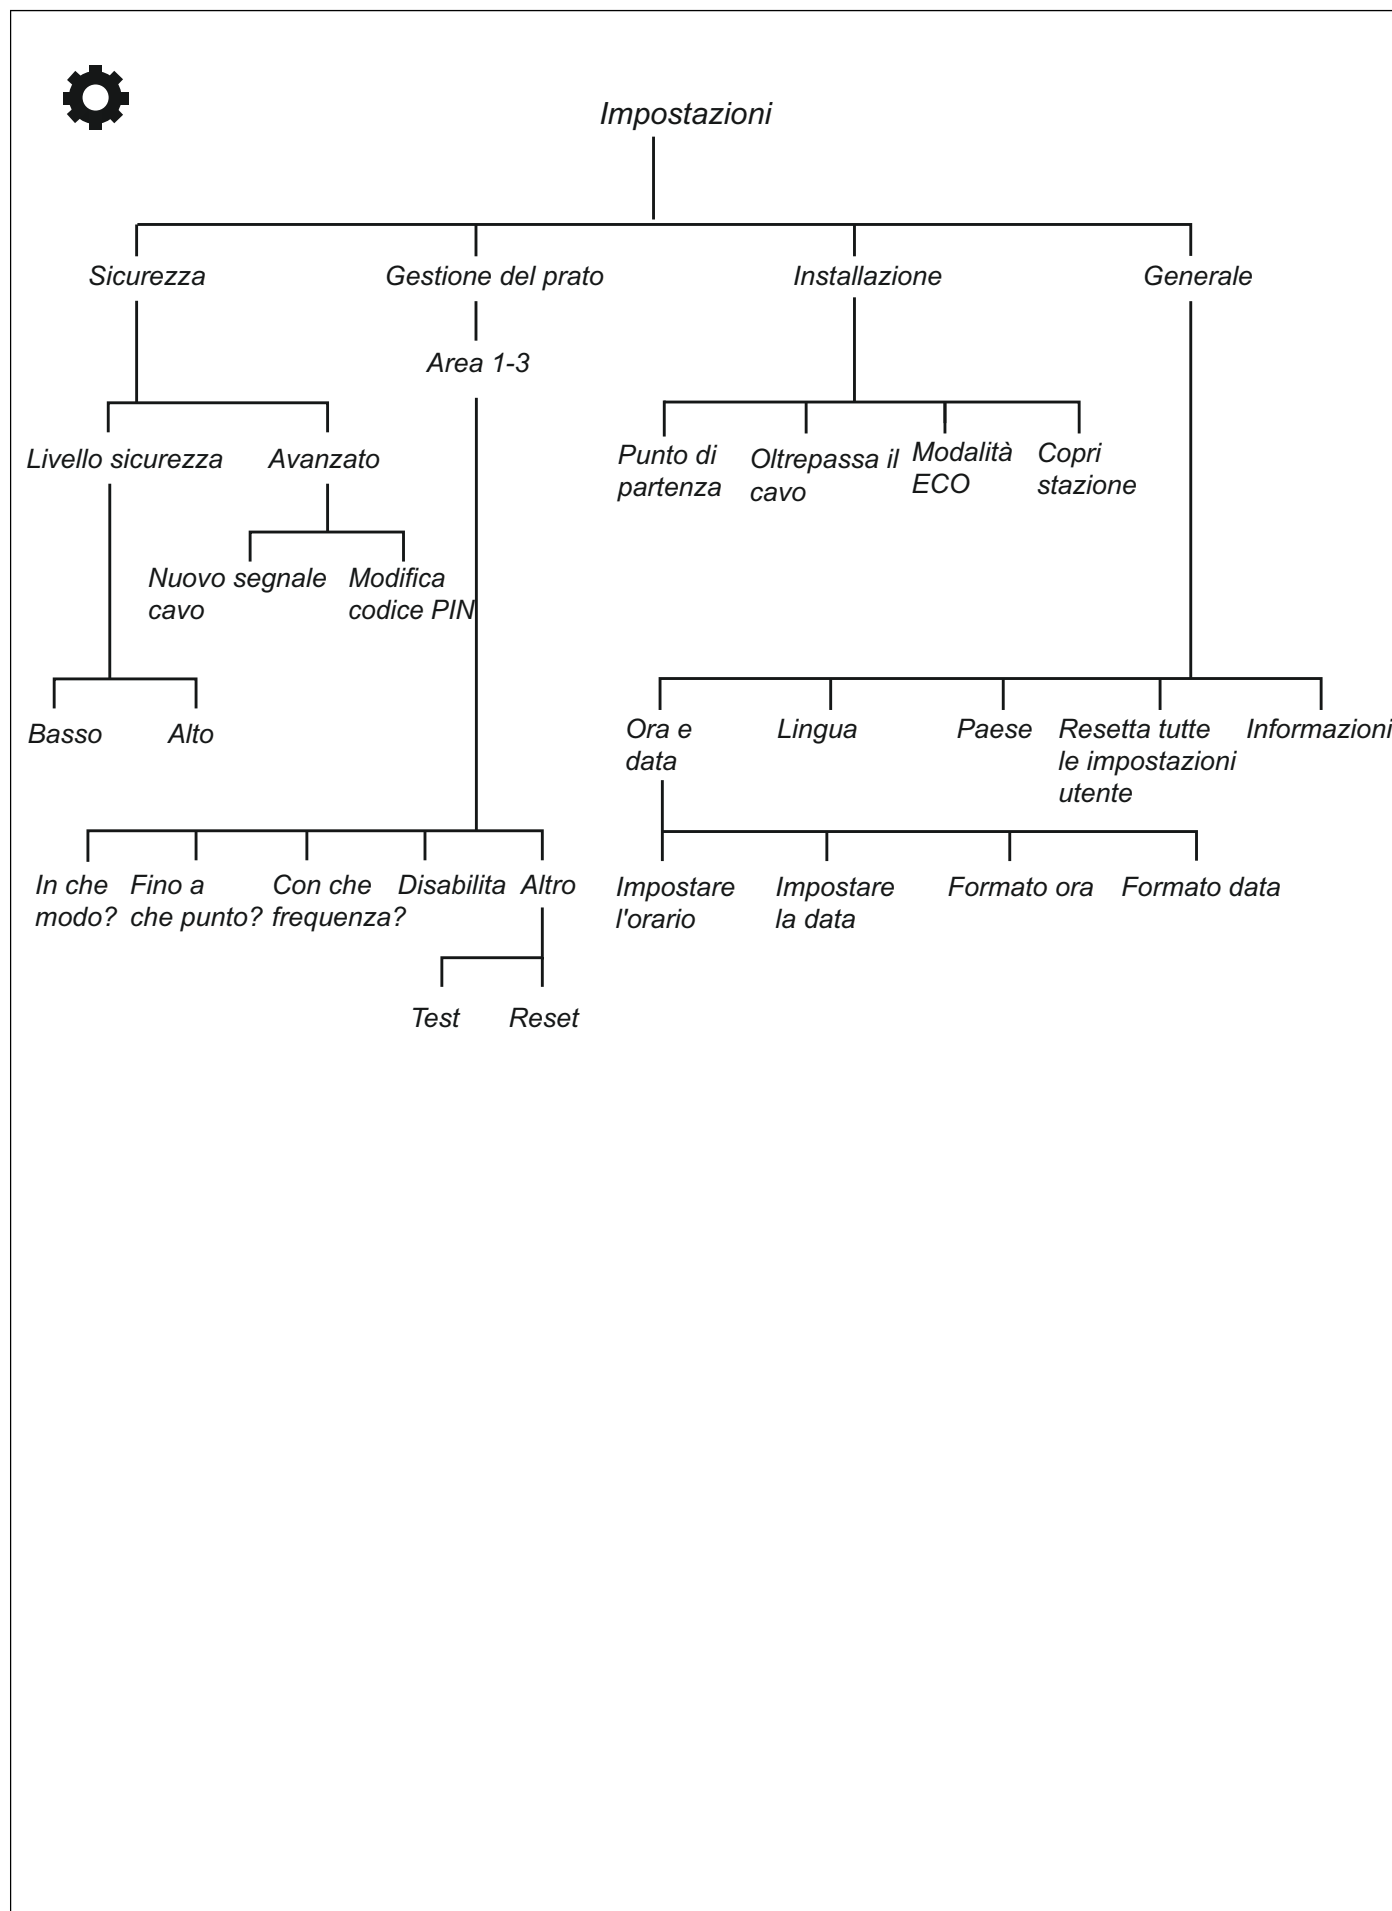 Impostazioni
Sicurezza
Gestione del prato
Installazione
Generale
Area 1-3
Livello sicurezza
Avanzato
Punto di
partenza
Oltrepassa il
cavo
Modalità
ECO
Copri
stazione
Nuovo segnale
cavo
Modifica
codice PIN
Basso
Alto
Ora e
data
Lingua
Paese
Resetta tutte
le impostazioni
utente
Informazioni
In che
modo?
Fino a
che punto?
Con che
frequenza?
Disabilita
Altro
Impostare
l'orario
Impostare
la data
Formato ora
Formato data
Test
Reset